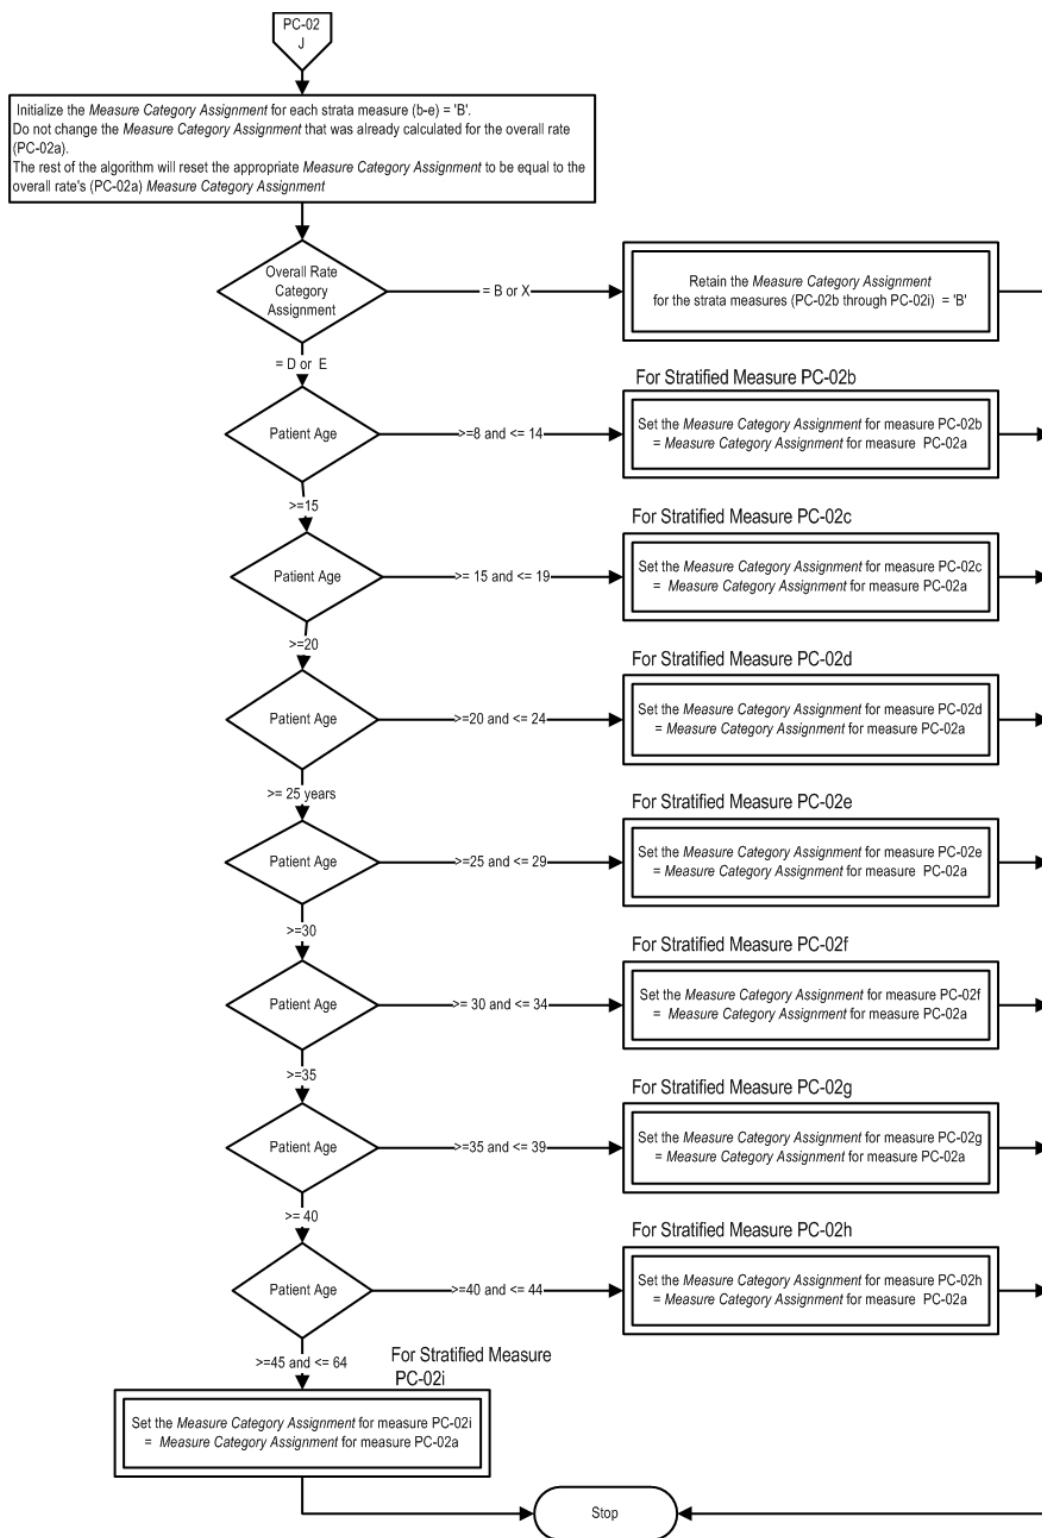 PC-02
J
Initialize the Measure Category Assignment for each strata measure (b-e) = 'B'.
Do not change the Measure Category Assignment that was already calculated for the overall rate
(PC-02a).
The rest of the algorithm will reset the appropriate Measure Category Assignment to be equal to the
overall rate's (PC-02a) Measure Category Assignment
Overall Rate
Category
Assignment
= B or X
Retain the Measure Category Assignment
for the strata measures (PC-02b through PC-02i) = 'B'
= D or E
For Stratified Measure PC-02b
Patient Age
>=8 and <= 14
Set the Measure Category Assignment for measure PC-02b
= Measure Category Assignment for measure PC-02a
>=15
For Stratified Measure PC-02c
Patient Age
>= 15 and <= 19
Set the Measure Category Assignment for measure PC-02c
= Measure Category Assignment for measure PC-02a
>=20
For Stratified Measure PC-02d
Patient Age
>=20 and <= 24
Set the Measure Category Assignment for measure PC-02d
= Measure Category Assignment for measure PC-02a
>= 25 years
For Stratified Measure PC-02e
Patient Age
>=25 and <= 29
Set the Measure Category Assignment for measure PC-02e
= Measure Category Assignment for measure PC-02a
>=30
For Stratified Measure PC-02f
Patient Age
>= 30 and <= 34
Set the Measure Category Assignment for measure PC-02f
= Measure Category Assignment for measure PC-02a
>=35
For Stratified Measure PC-02g
Patient Age
>=35 and <= 39
Set the Measure Category Assignment for measure PC-02g
= Measure Category Assignment for measure PC-02a
>= 40
For Stratified Measure PC-02h
Patient Age
>=40 and <= 44
Set the Measure Category Assignment for measure PC-02h
= Measure Category Assignment for measure PC-02a
>=45 and <= 64
For Stratified Measure
PC-02i
Set the Measure Category Assignment for measure PC-02i
= Measure Category Assignment for measure PC-02a
Stop